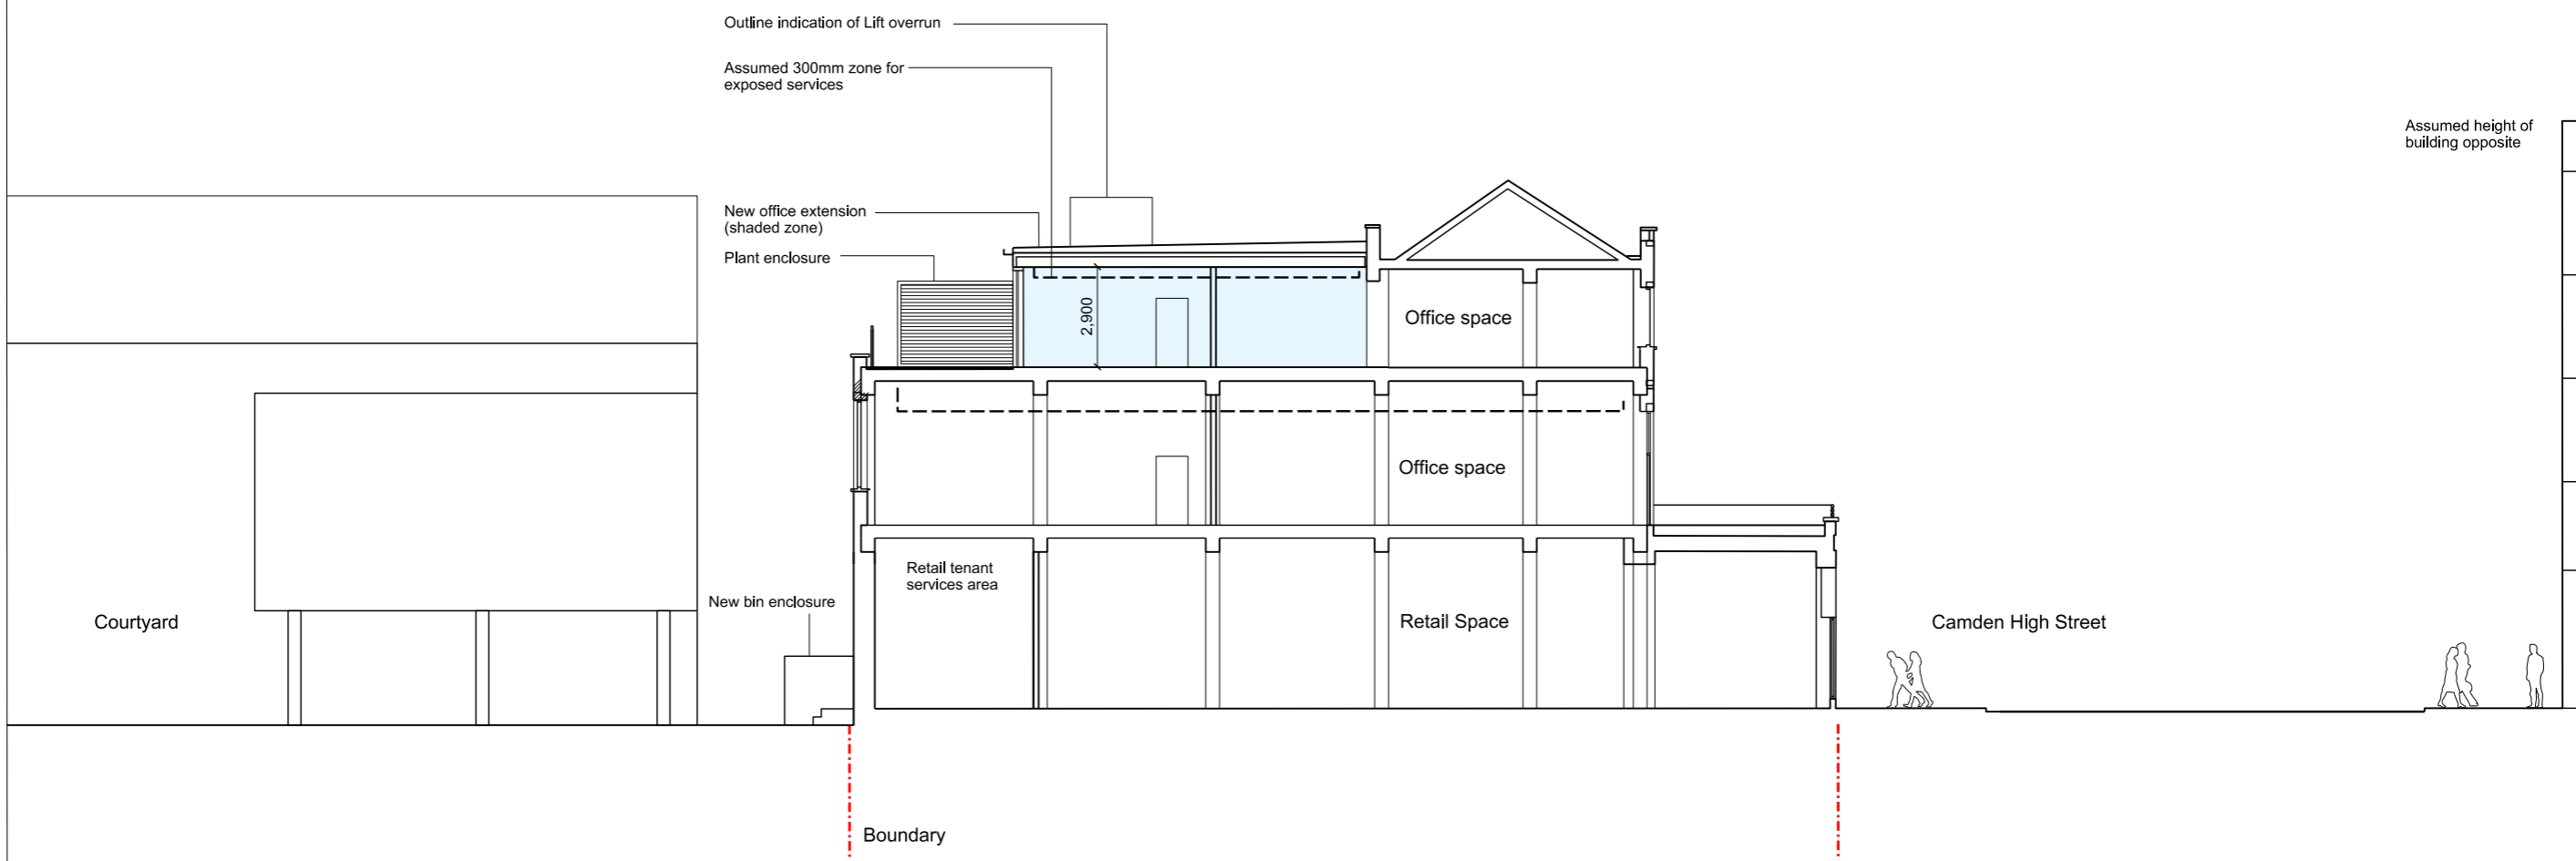 Outline indication of Lift overrun
Assumed 300mm zone for
exposed services
Assumed height of
building opposite
New office extension
(shaded zone)
Plant enclosure
2,900
Office space
Office space
Retail tenant
services area
New bin enclosure
Courtyard
Retail Space
Camden High Street
Boundary